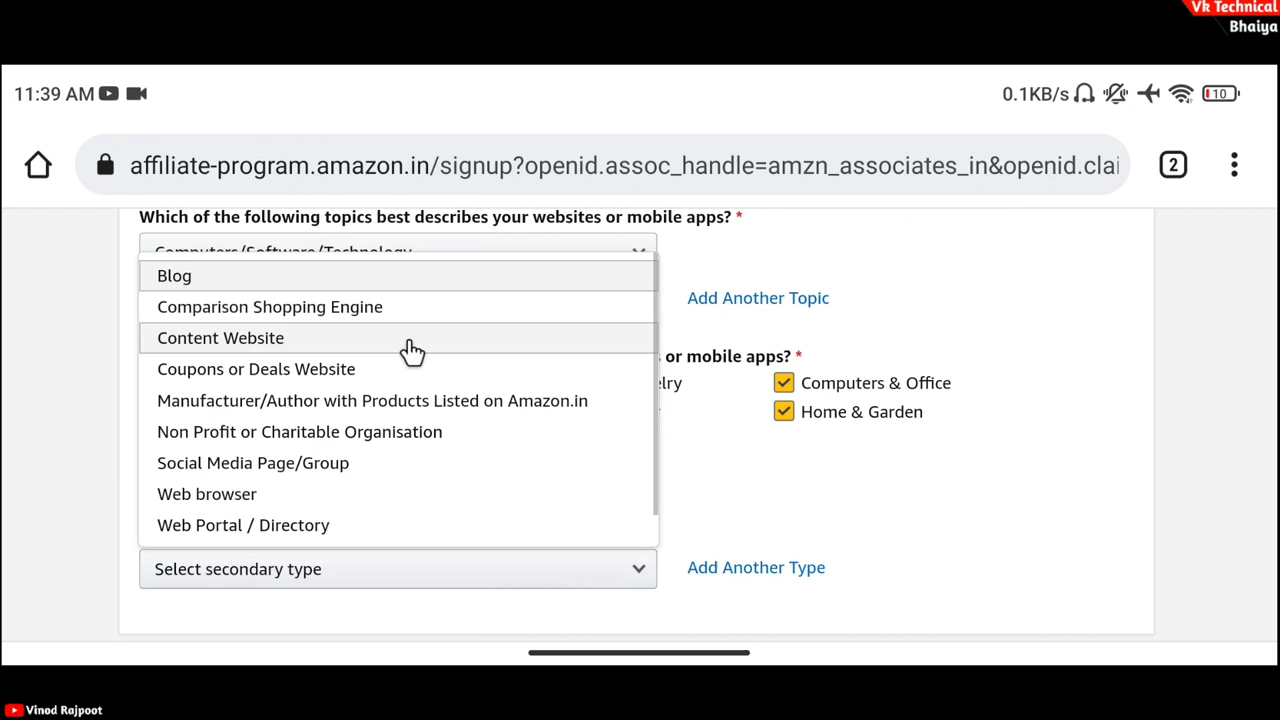 Vk Technical
Bhaiya
11:39 AM
0.1KB/s
10
affiliate-program.amazon.in/signup?openid.assoc_handle=amzn_associates_in&openid.clai
2
Which of the following topics best describes your websites or mobile apps? *
Computers/Software/Technology
Blog
Comparison Shopping Engine
Add Another Topic
Content Website
or mobile apps? *
Coupons or Deals Website
elry
Computers & Office
Manufacturer/Author with Products Listed on Amazon.in
Home & Garden
Non Profit or Charitable Organisation
Social Media Page/Group
Web browser
Web Portal / Directory
Select secondary type
Add Another Type
Vinod Rajpoot